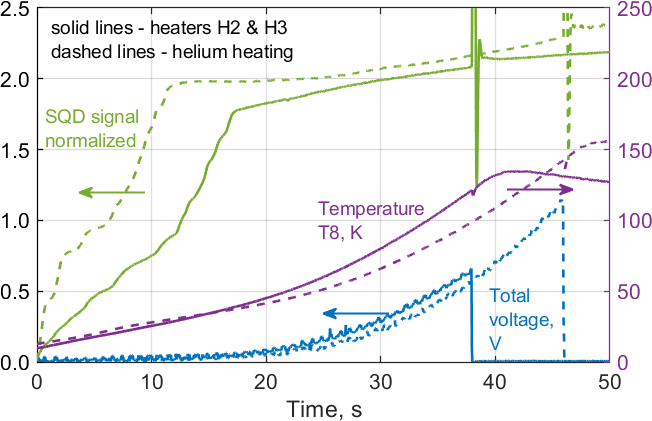 solid lines - heaters H2 & H3
dashed lines - helium heating
SQD signal
normalized
Temperature
T8, K
Total
voltage,
V
2.5
2.0
1.5
1.0
0.5
0.0
250
200
150
100
50
0
0 10 20 30 40 50
Time, s